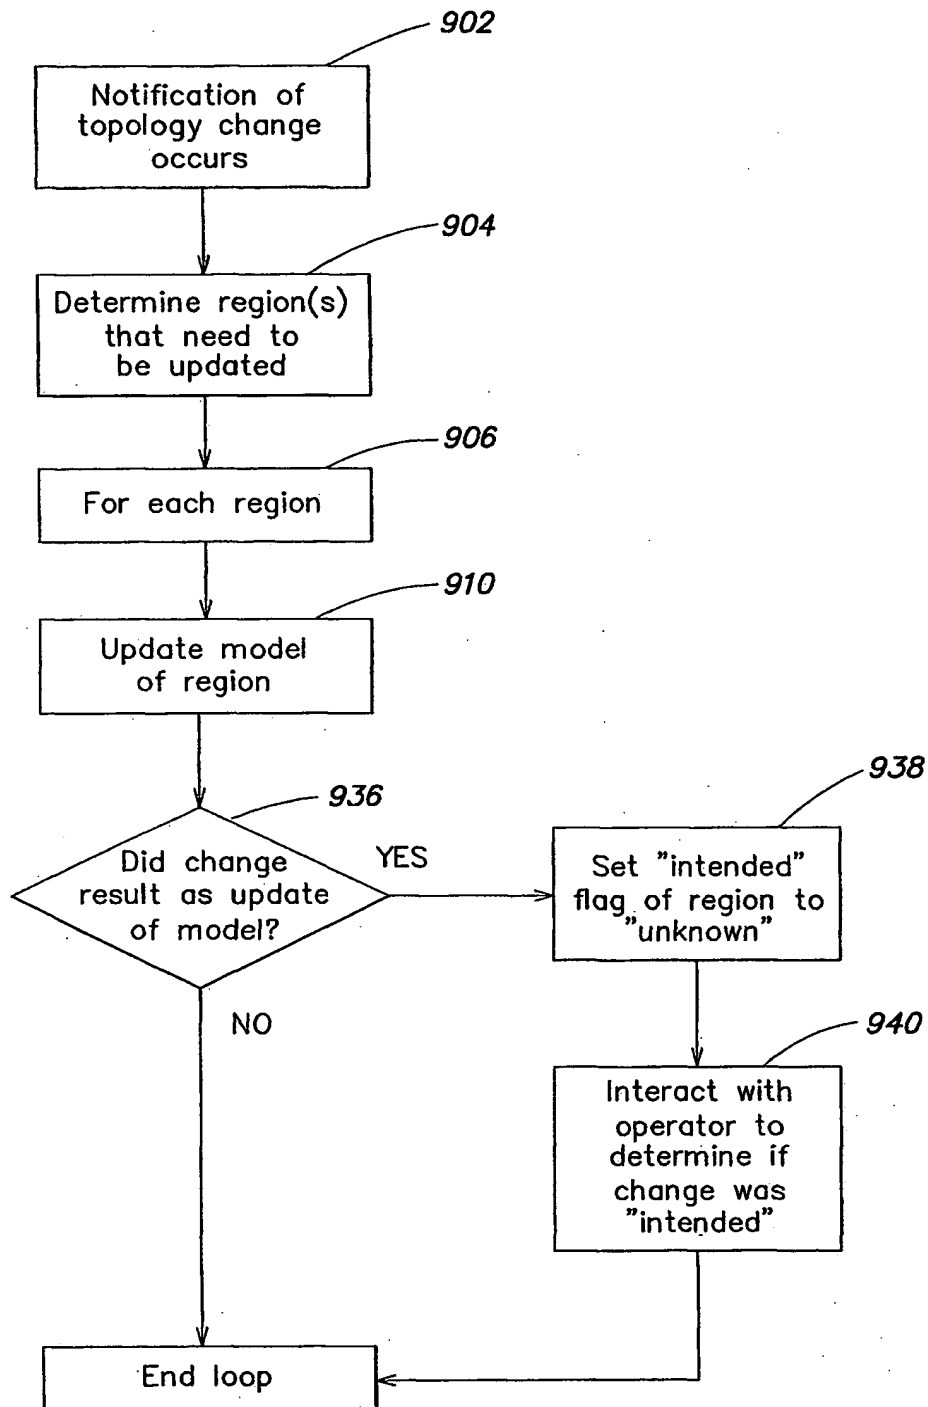 902
Notification of
topology change
occurs
904
Determine region(s)
that need to
be updated
906
For each region
910
Update model
of region
936
Did change
result as update
of model?
YES
NO
938
Set "intended"
flag of region to
"unknown"
940
Interact with
operator to
determine if
change was
"intended"
End loop